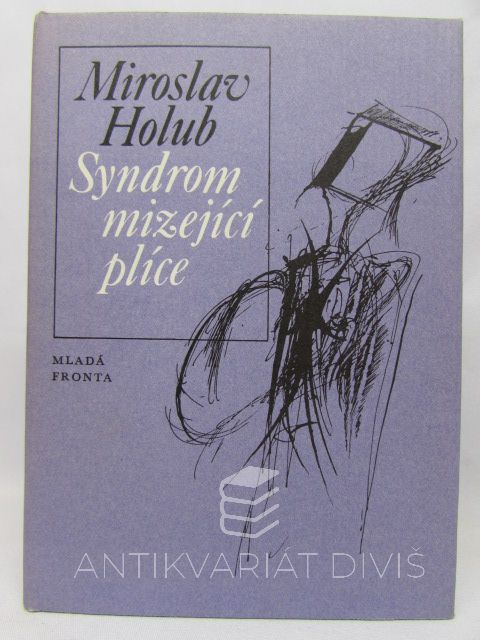 Miroslav
Holub
Syndrom
mizející
plíce
MLADÁ
FRONTA
ANTIKVARIÁT DIVIŠ